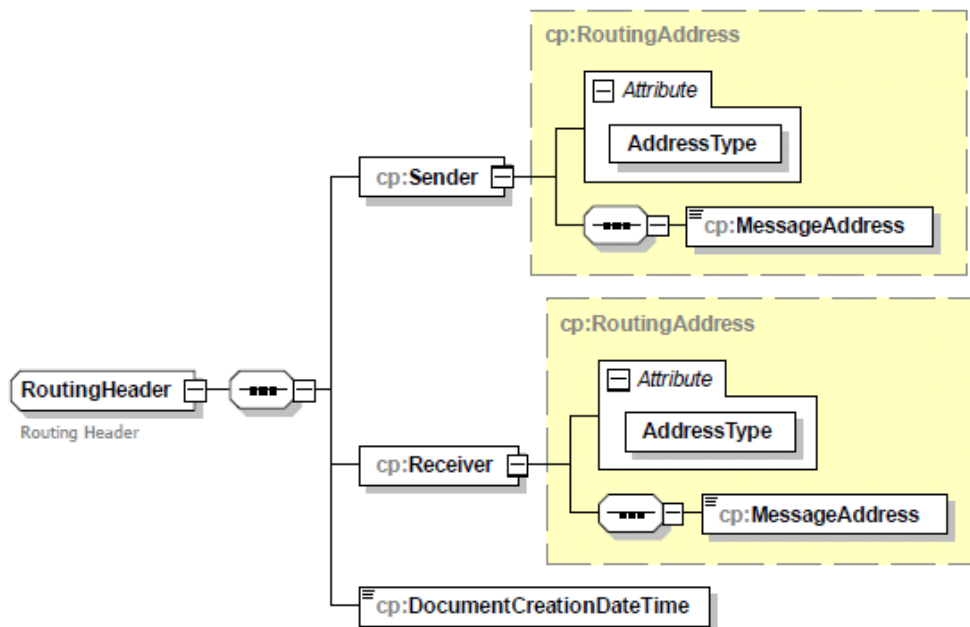 cp:RoutingAddress
Attribute
AddressType
cp:Sender
cp:MessageAddress
cp:RoutingAddress
Attribute
AddressType
RoutingHeader
Routing Header
cp:Receiver
cp:MessageAddress
cp:DocumentCreationDateTime